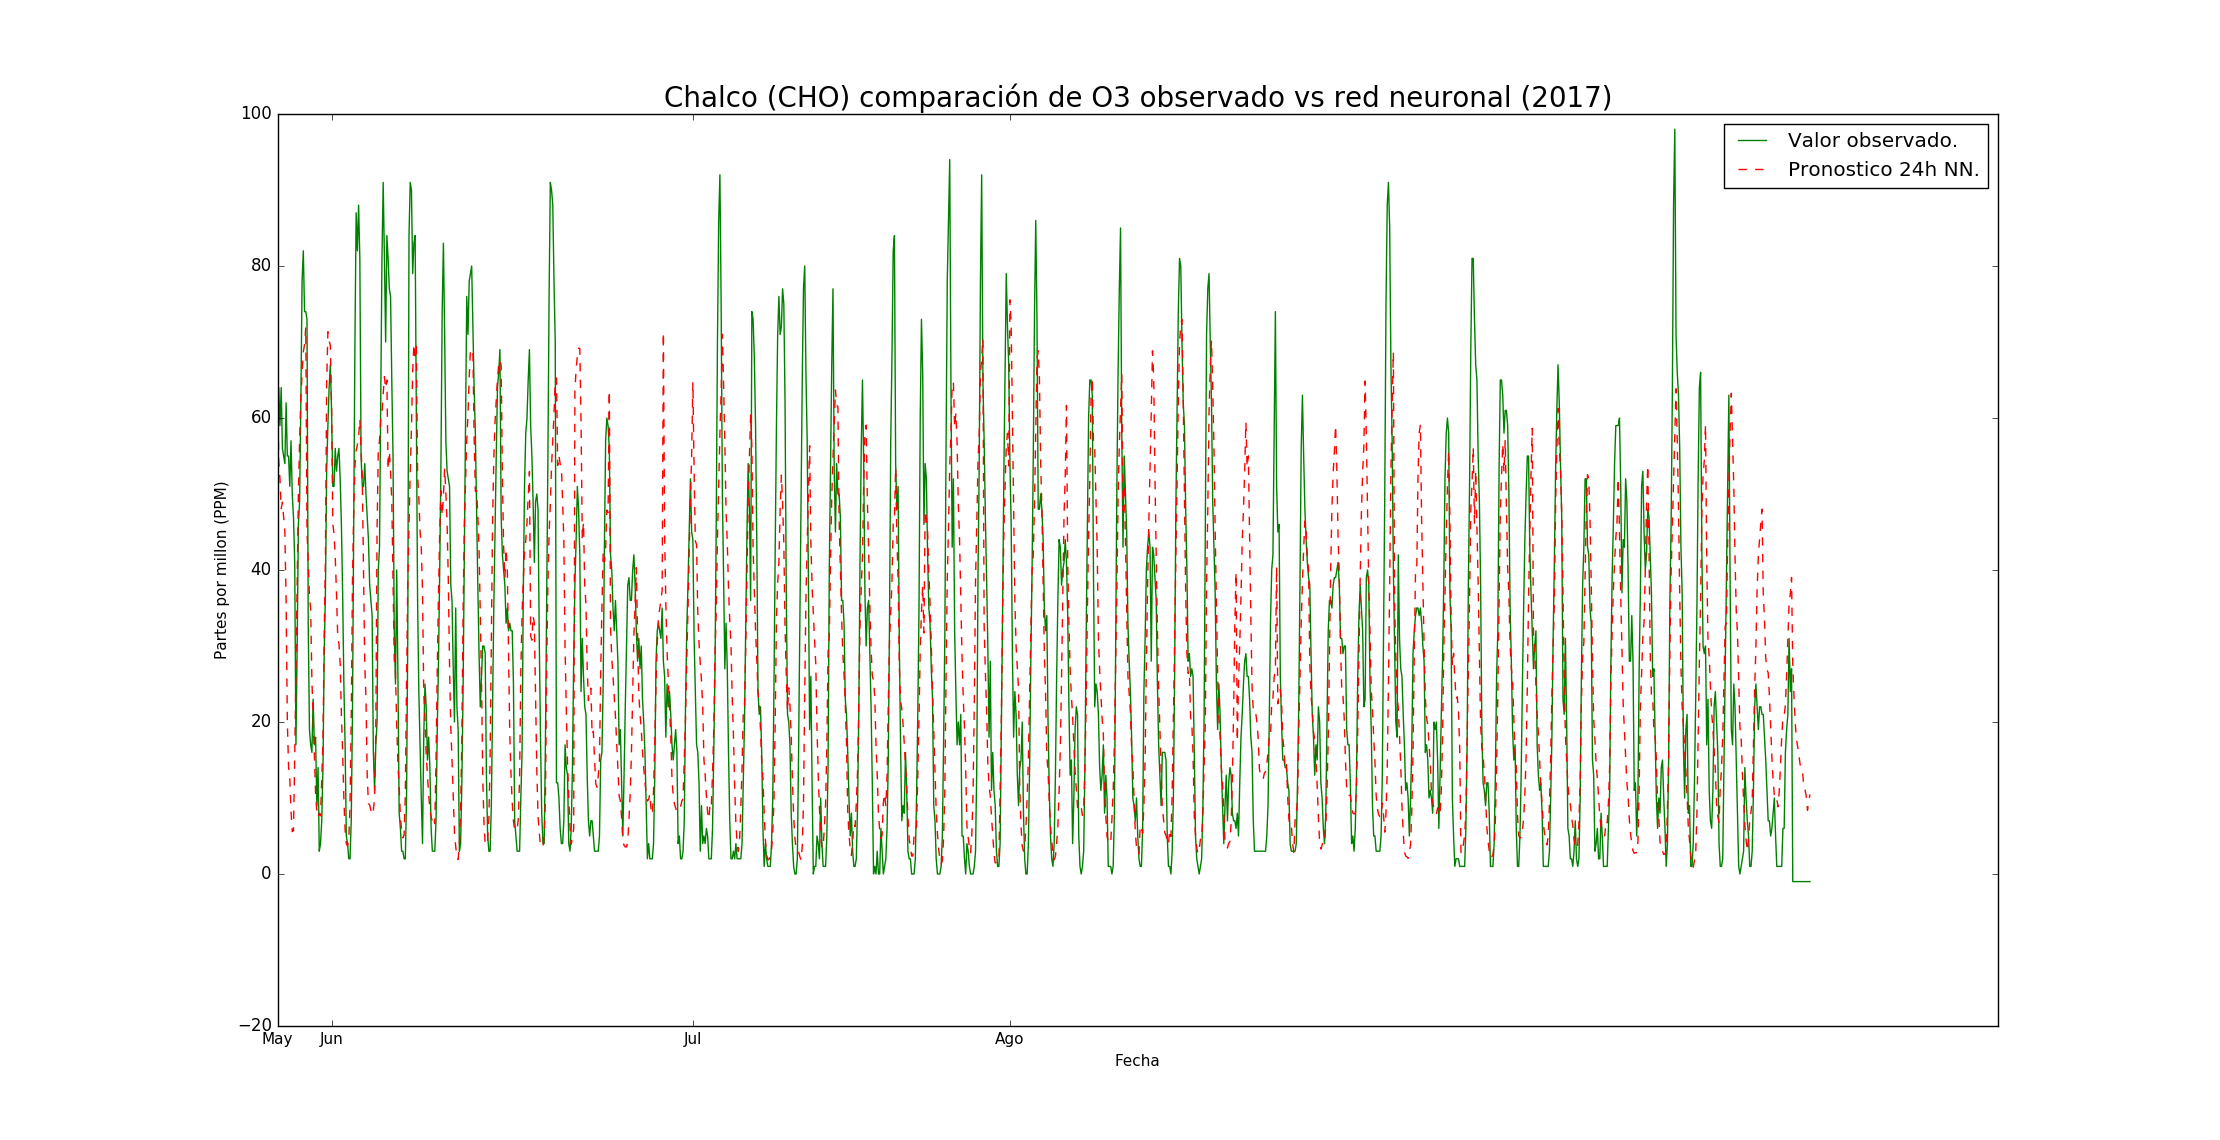 Chalco (CHO) comparación de O3 observado vs red neuronal (2017)
100
80
60
40
20
0
−20
Partes por millon (PPM)
Valor observado.
Pronostico 24h NN.
May
Jun
Jul
Ago
Fecha